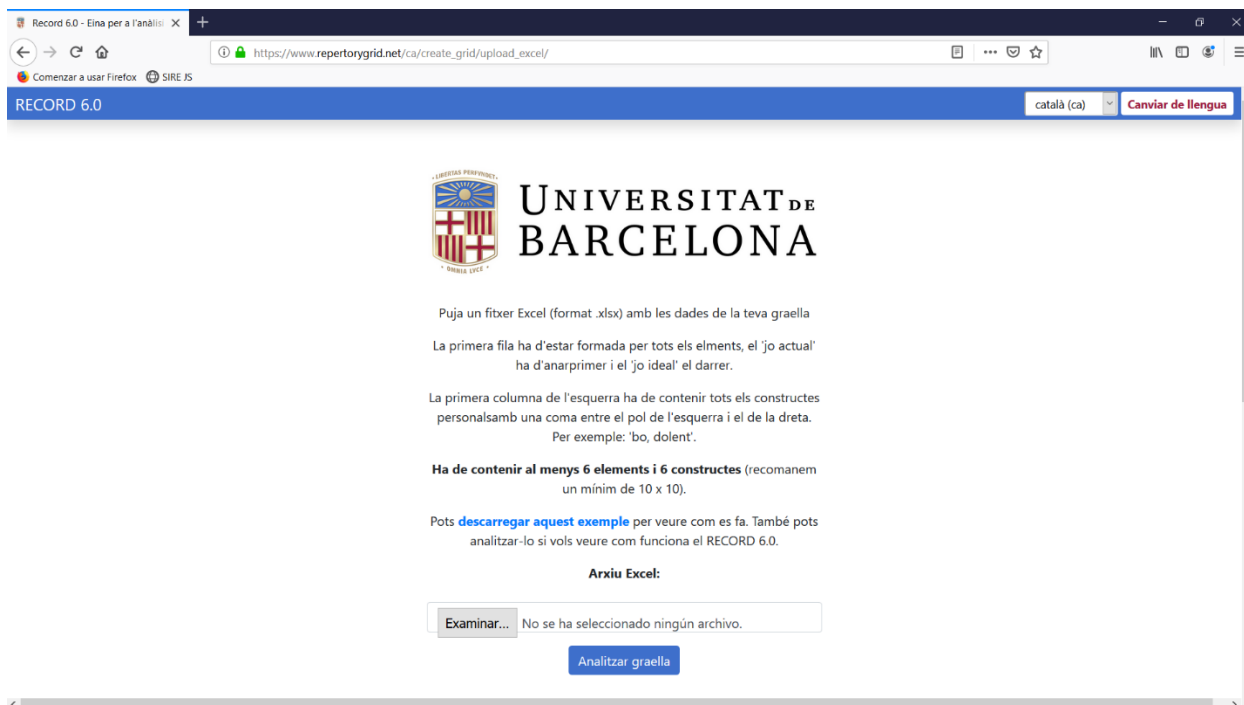 Record 6.0 - Eina per a l'anàlisi
https://www.repertorygrid.net/ca/create_grid/upload_excel/
Comenzar a usar Firefox SIRE JS
RECORD 6.0
català (ca)
Canviar de llengua
· LIBERTAS PERFUNDET ·
UNIVERSITAT DE
BARCELONA
· OMNIA LVCE ·
Puja un fitxer Excel (format .xlsx) amb les dades de la teva graella
La primera fila ha d'estar formada per tots els elments, el 'jo actual'
ha d'anarprimer i el 'jo ideal' el darrer.
La primera columna de l'esquerra ha de contenir tots els constructes
personalsamb una coma entre el pol de l'esquerra i el de la dreta.
Per exemple: 'bo, dolent'.
Ha de contenir al menys 6 elements i 6 constructes (recomanem
un mínim de 10 x 10).
Pots descarregar aquest exemple per veure com es fa. També pots
analitzar-lo si vols veure com funciona el RECORD 6.0.
Arxiu Excel:
Examinar... No se ha seleccionado ningún archivo.
Analitzar graella